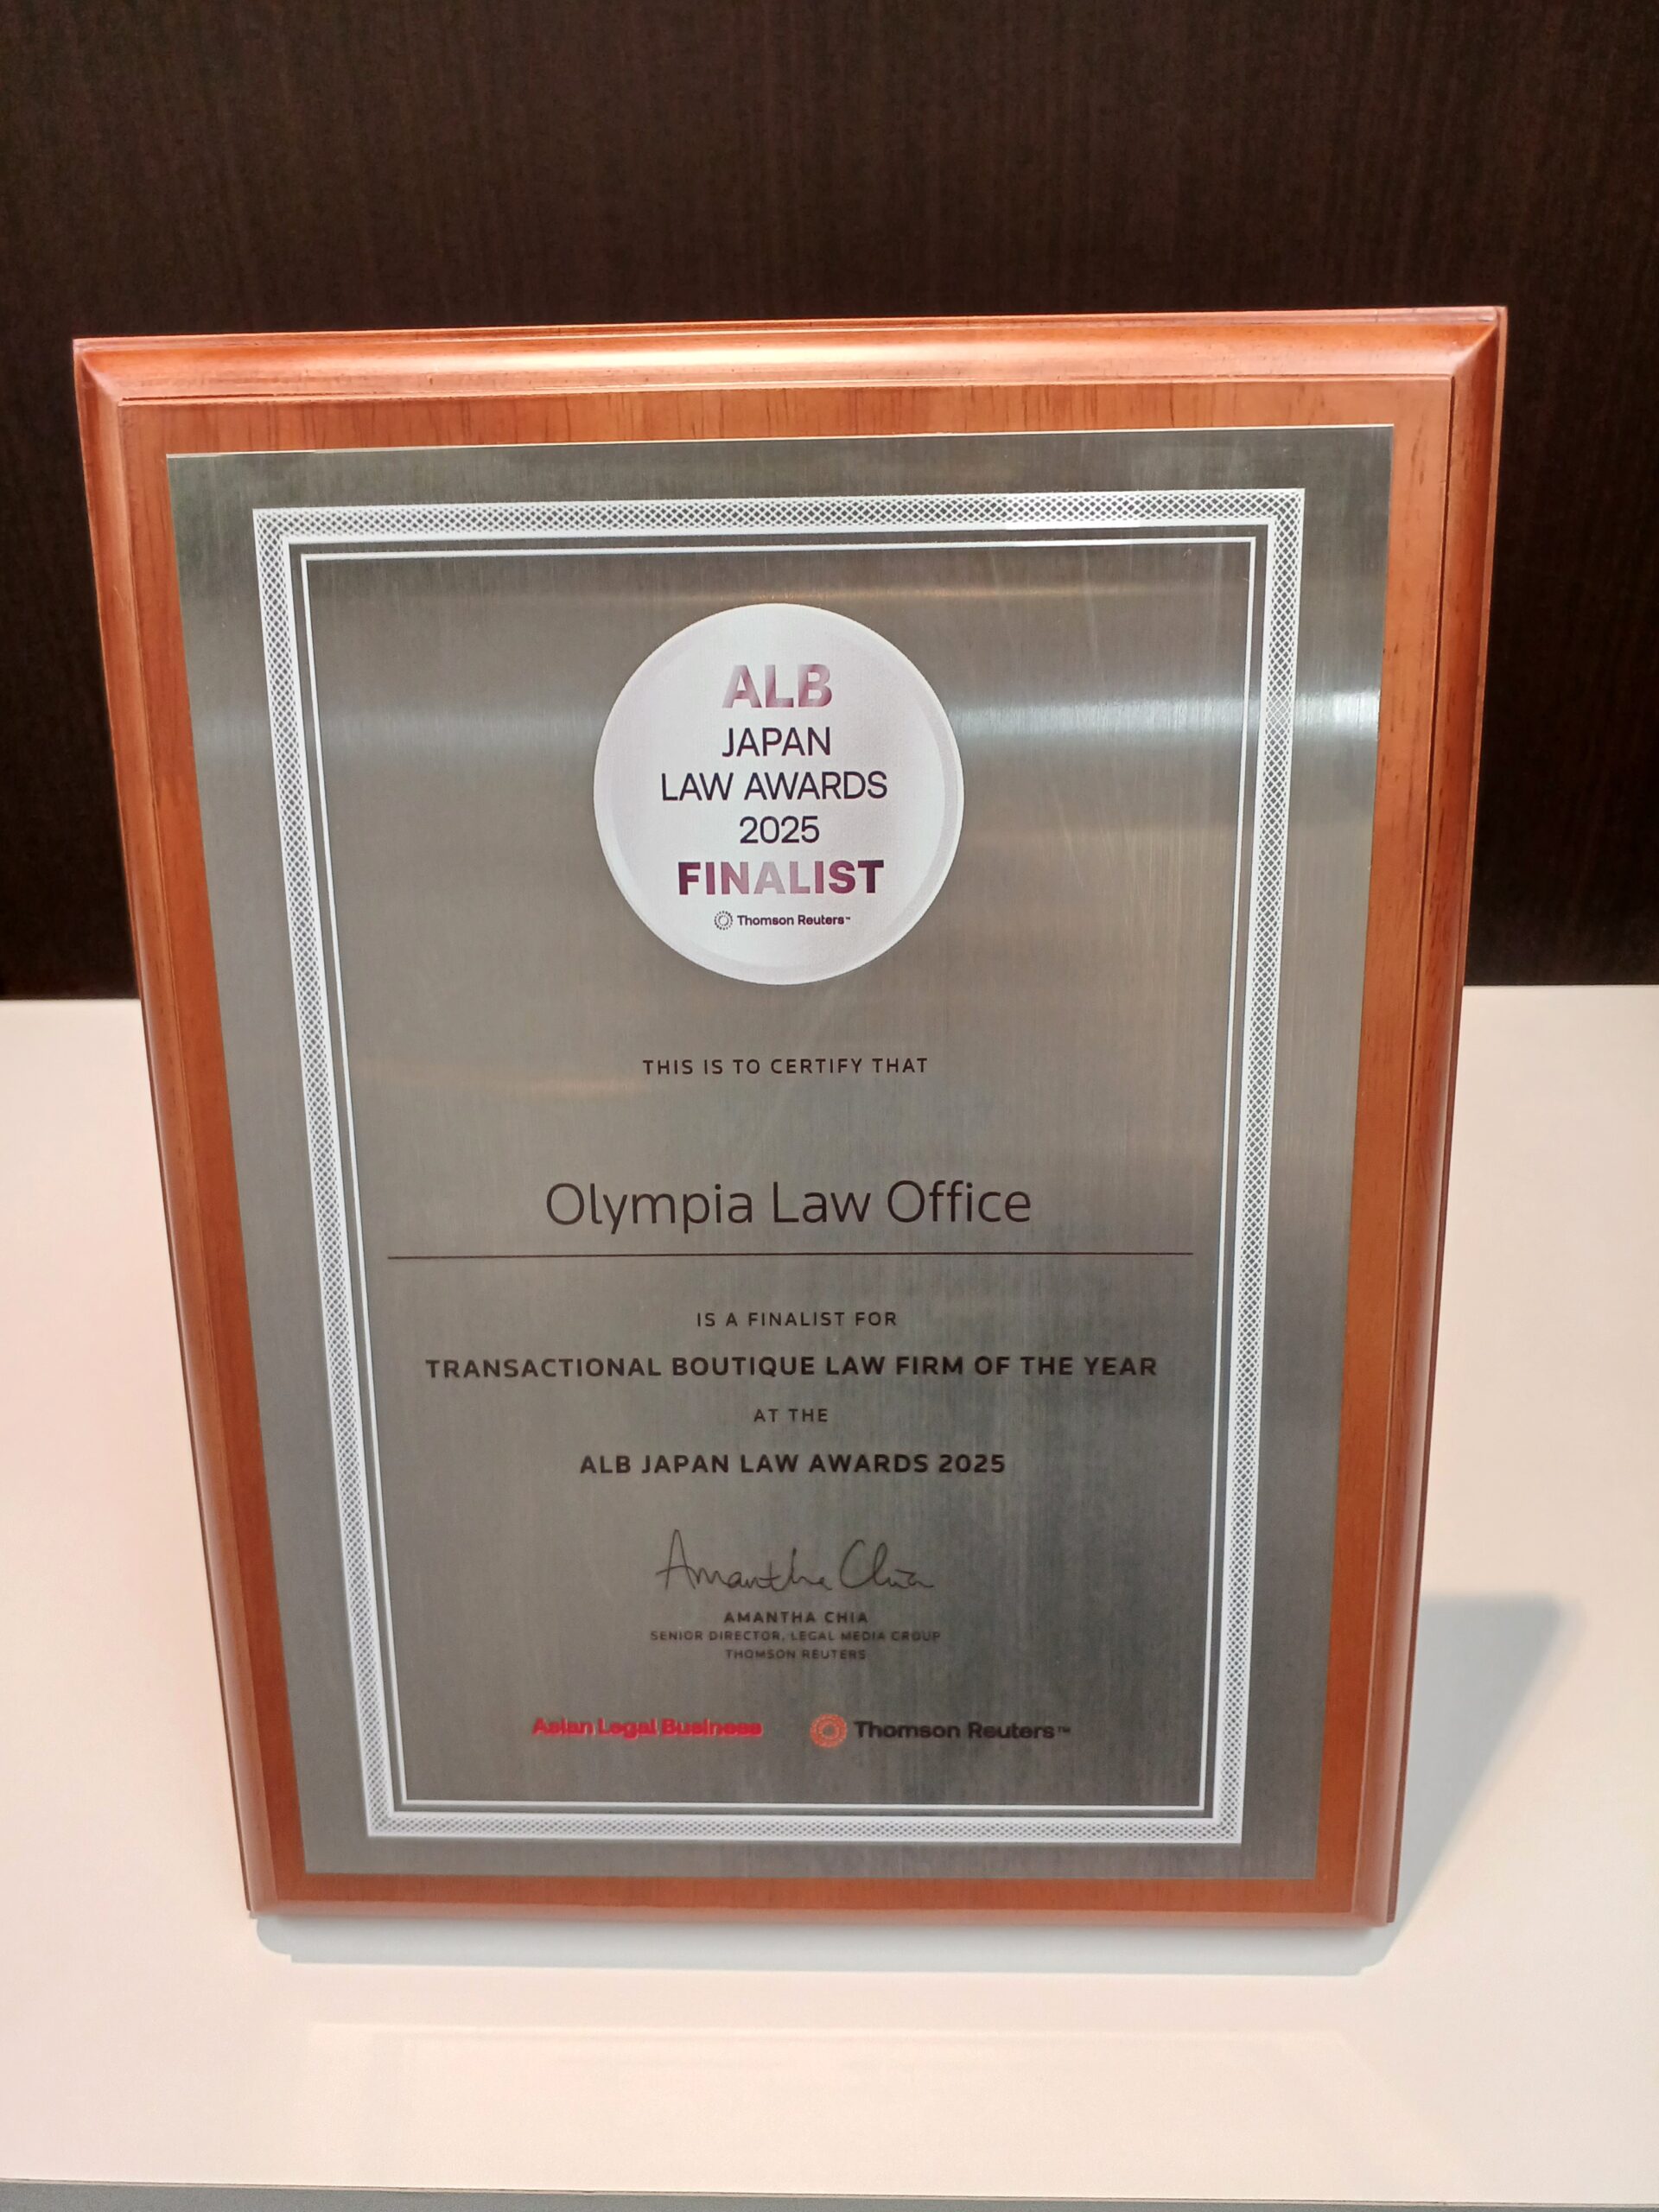 ALB
JAPAN
LAW AWARDS
2025
FINALIST
Thomson Reuters™
THIS IS TO CERTIFY THAT
Olympia Law Office
IS A FINALIST FOR
TRANSACTIONAL BOUTIQUE LAW FIRM OF THE YEAR
AT THE
ALB JAPAN LAW AWARDS 2025
Amantha Chia
AMANTHA CHIA
SENIOR DIRECTOR, LEGAL MEDIA GROUP
THOMSON REUTERS
Asian Legal Business Thomson Reuters™